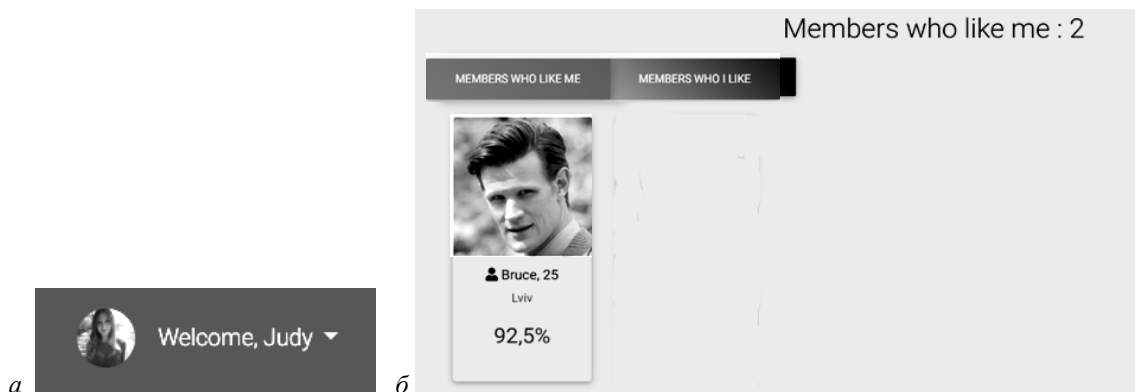 Members who like me : 2
MEMBERS WHO LIKE ME MEMBERS WHO I LIKE
Bruce, 25
Lviv
92,5%
Welcome, Judy
а
б